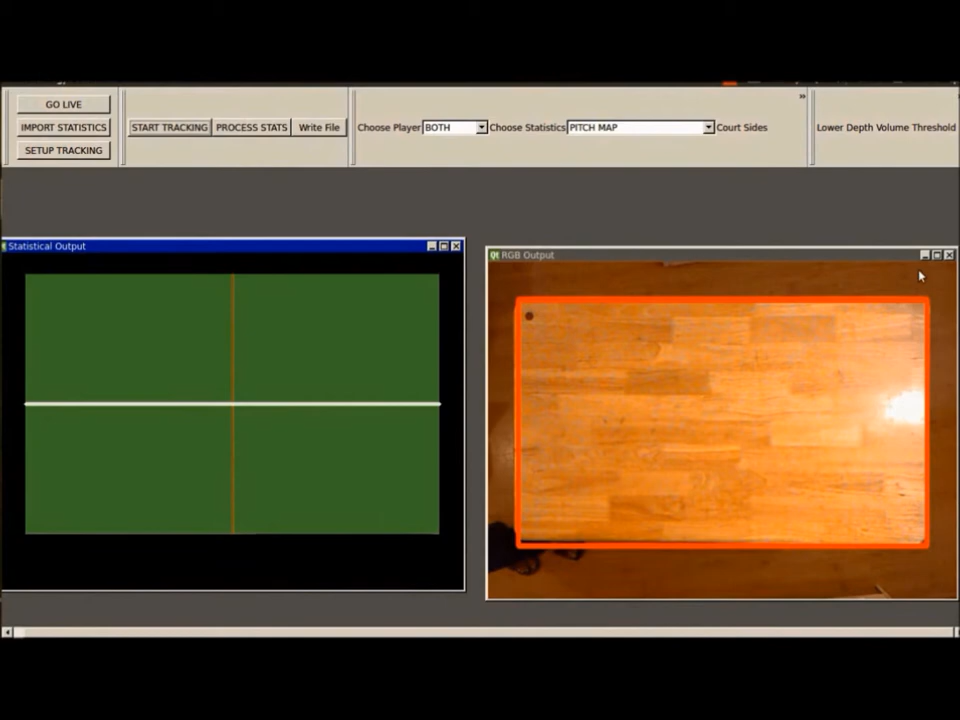 GO LIVE
IMPORT STATISTICS
SETUP TRACKING
START TRACKING PROCESS STATS Write File
Choose Player BOTH Choose Statistics PITCH MAP Court Sides
»
Lower Depth Volume Threshold
Statistical Output
Qt RGB Output